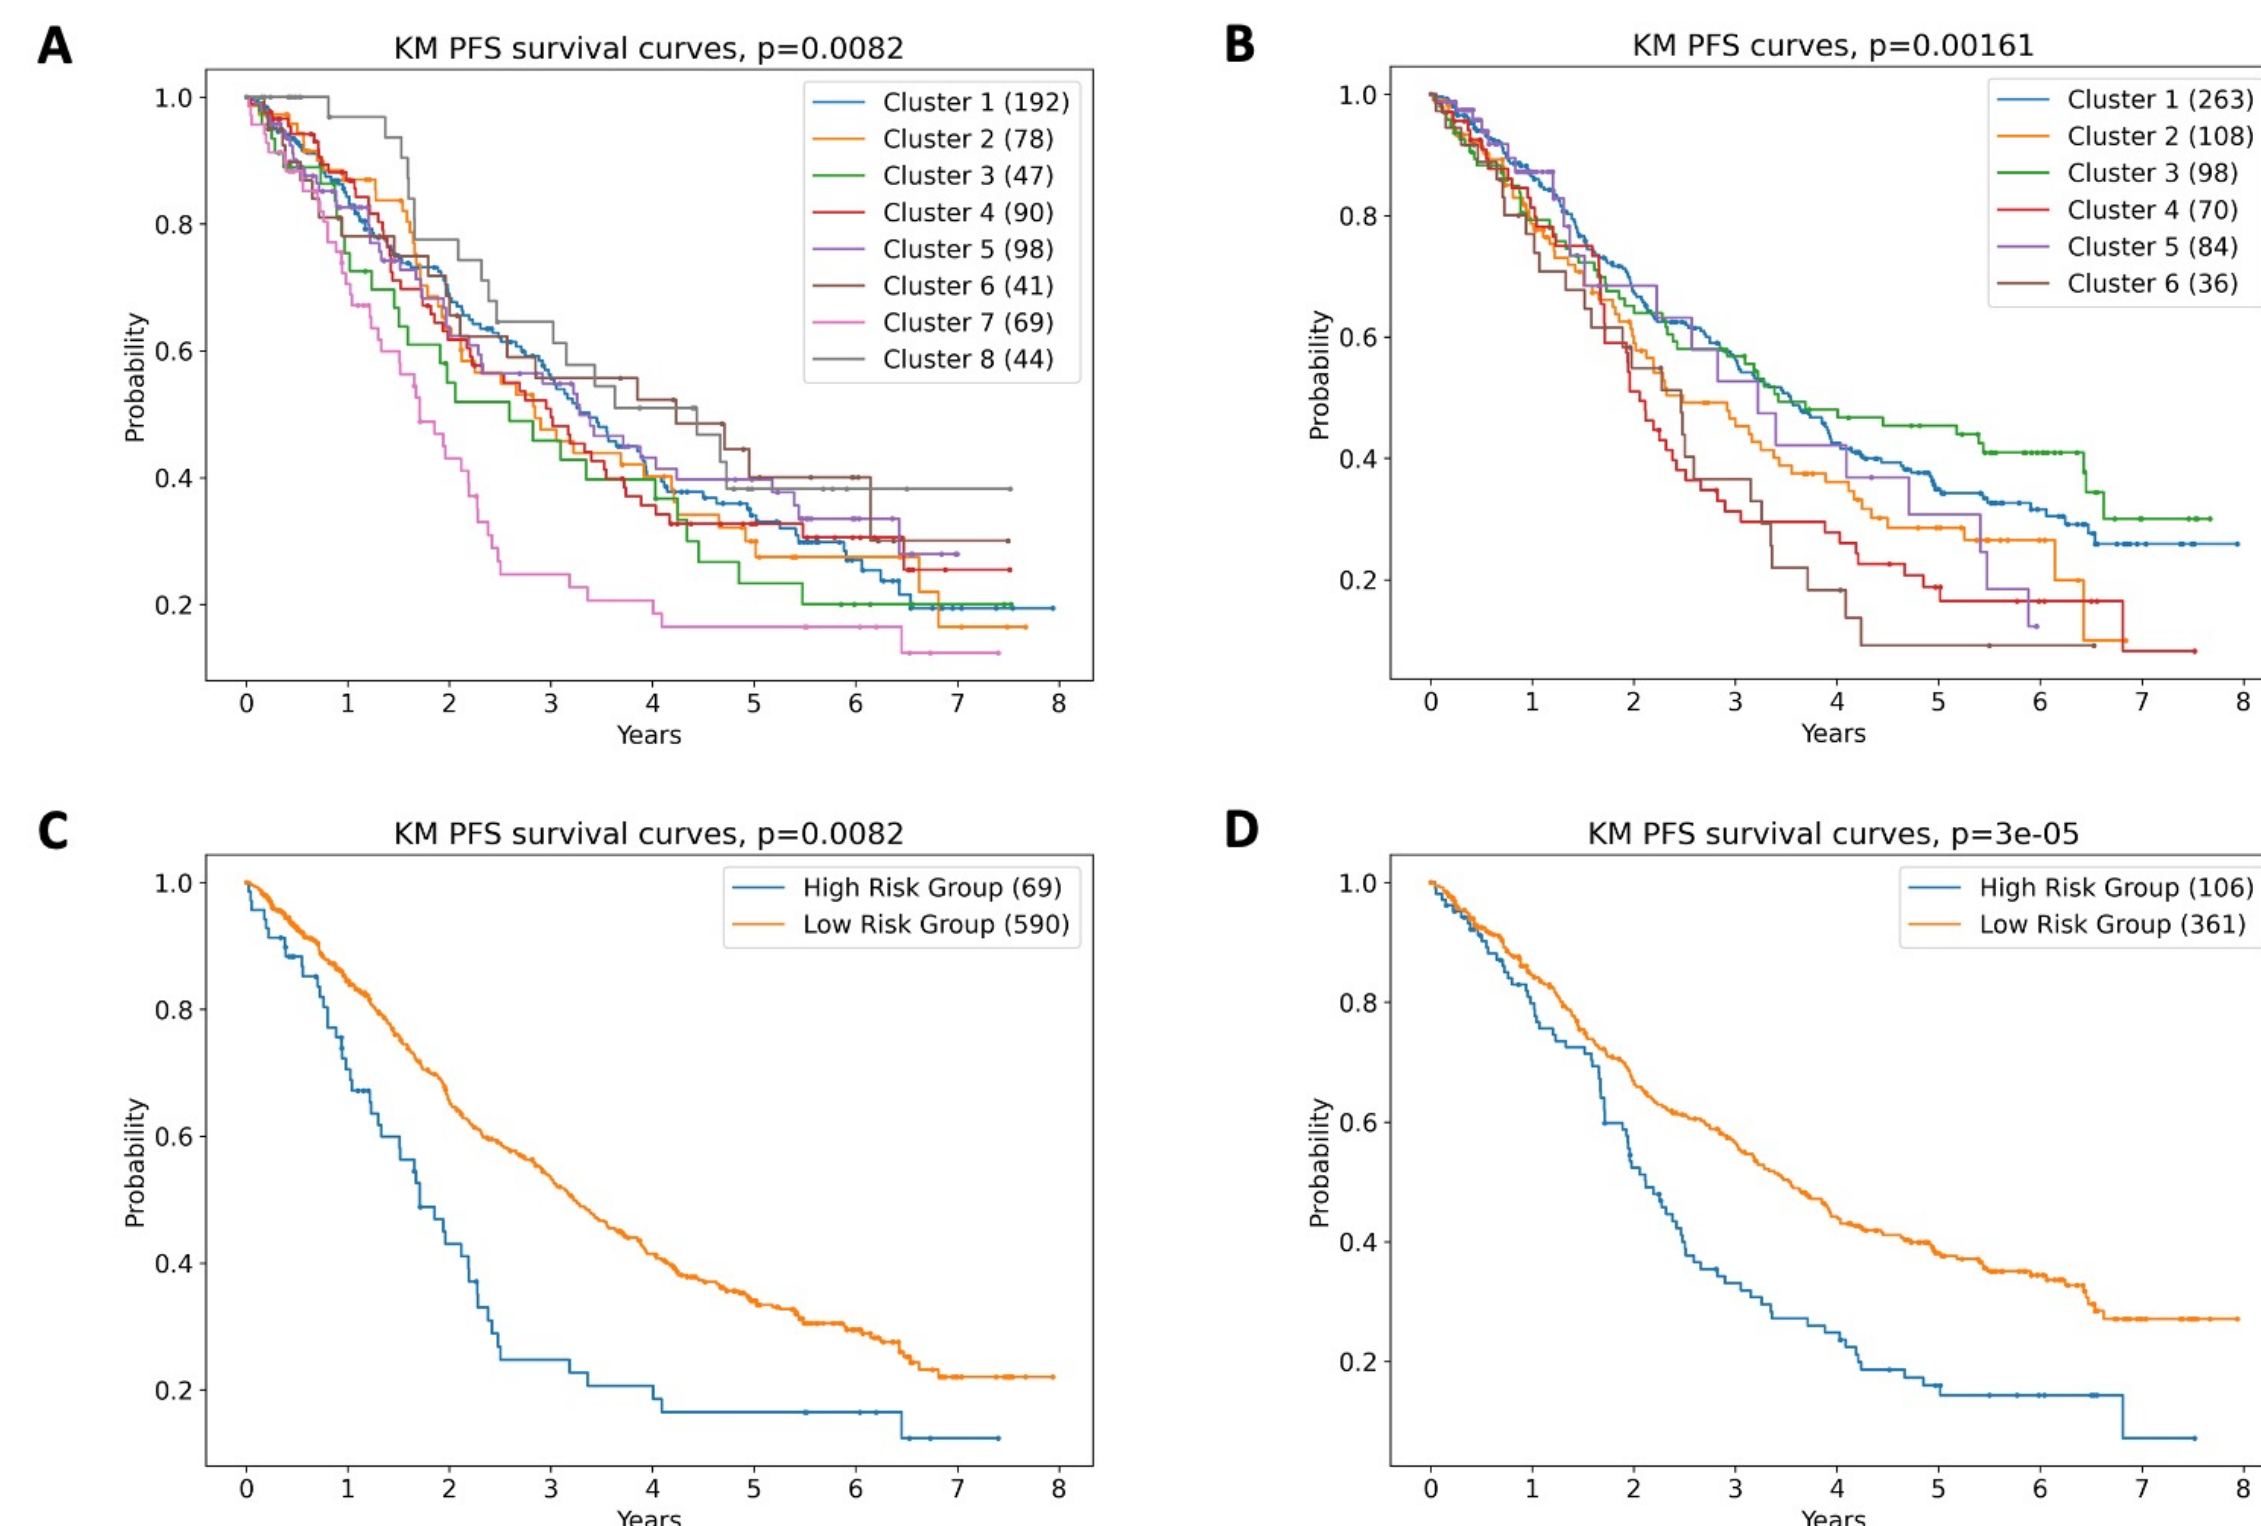 A
KM PFS survival curves, p=0.0082
1.0
0.8
0.6
0.4
0.2
Probability
0 1 2 3 4 5 6 7 8
Years
Cluster 1 (192)
Cluster 2 (78)
Cluster 3 (47)
Cluster 4 (90)
Cluster 5 (98)
Cluster 6 (41)
Cluster 7 (69)
Cluster 8 (44)
B
KM PFS curves, p=0.00161
1.0
0.8
0.6
0.4
0.2
Probability
0 1 2 3 4 5 6 7 8
Years
Cluster 1 (263)
Cluster 2 (108)
Cluster 3 (98)
Cluster 4 (70)
Cluster 5 (84)
Cluster 6 (36)
C
KM PFS survival curves, p=0.0082
1.0
0.8
0.6
0.4
0.2
Probability
0 1 2 3 4 5 6 7 8
Years
High Risk Group (69)
Low Risk Group (590)
D
KM PFS survival curves, p=3e-05
1.0
0.8
0.6
0.4
0.2
Probability
0 1 2 3 4 5 6 7 8
Years
High Risk Group (106)
Low Risk Group (361)